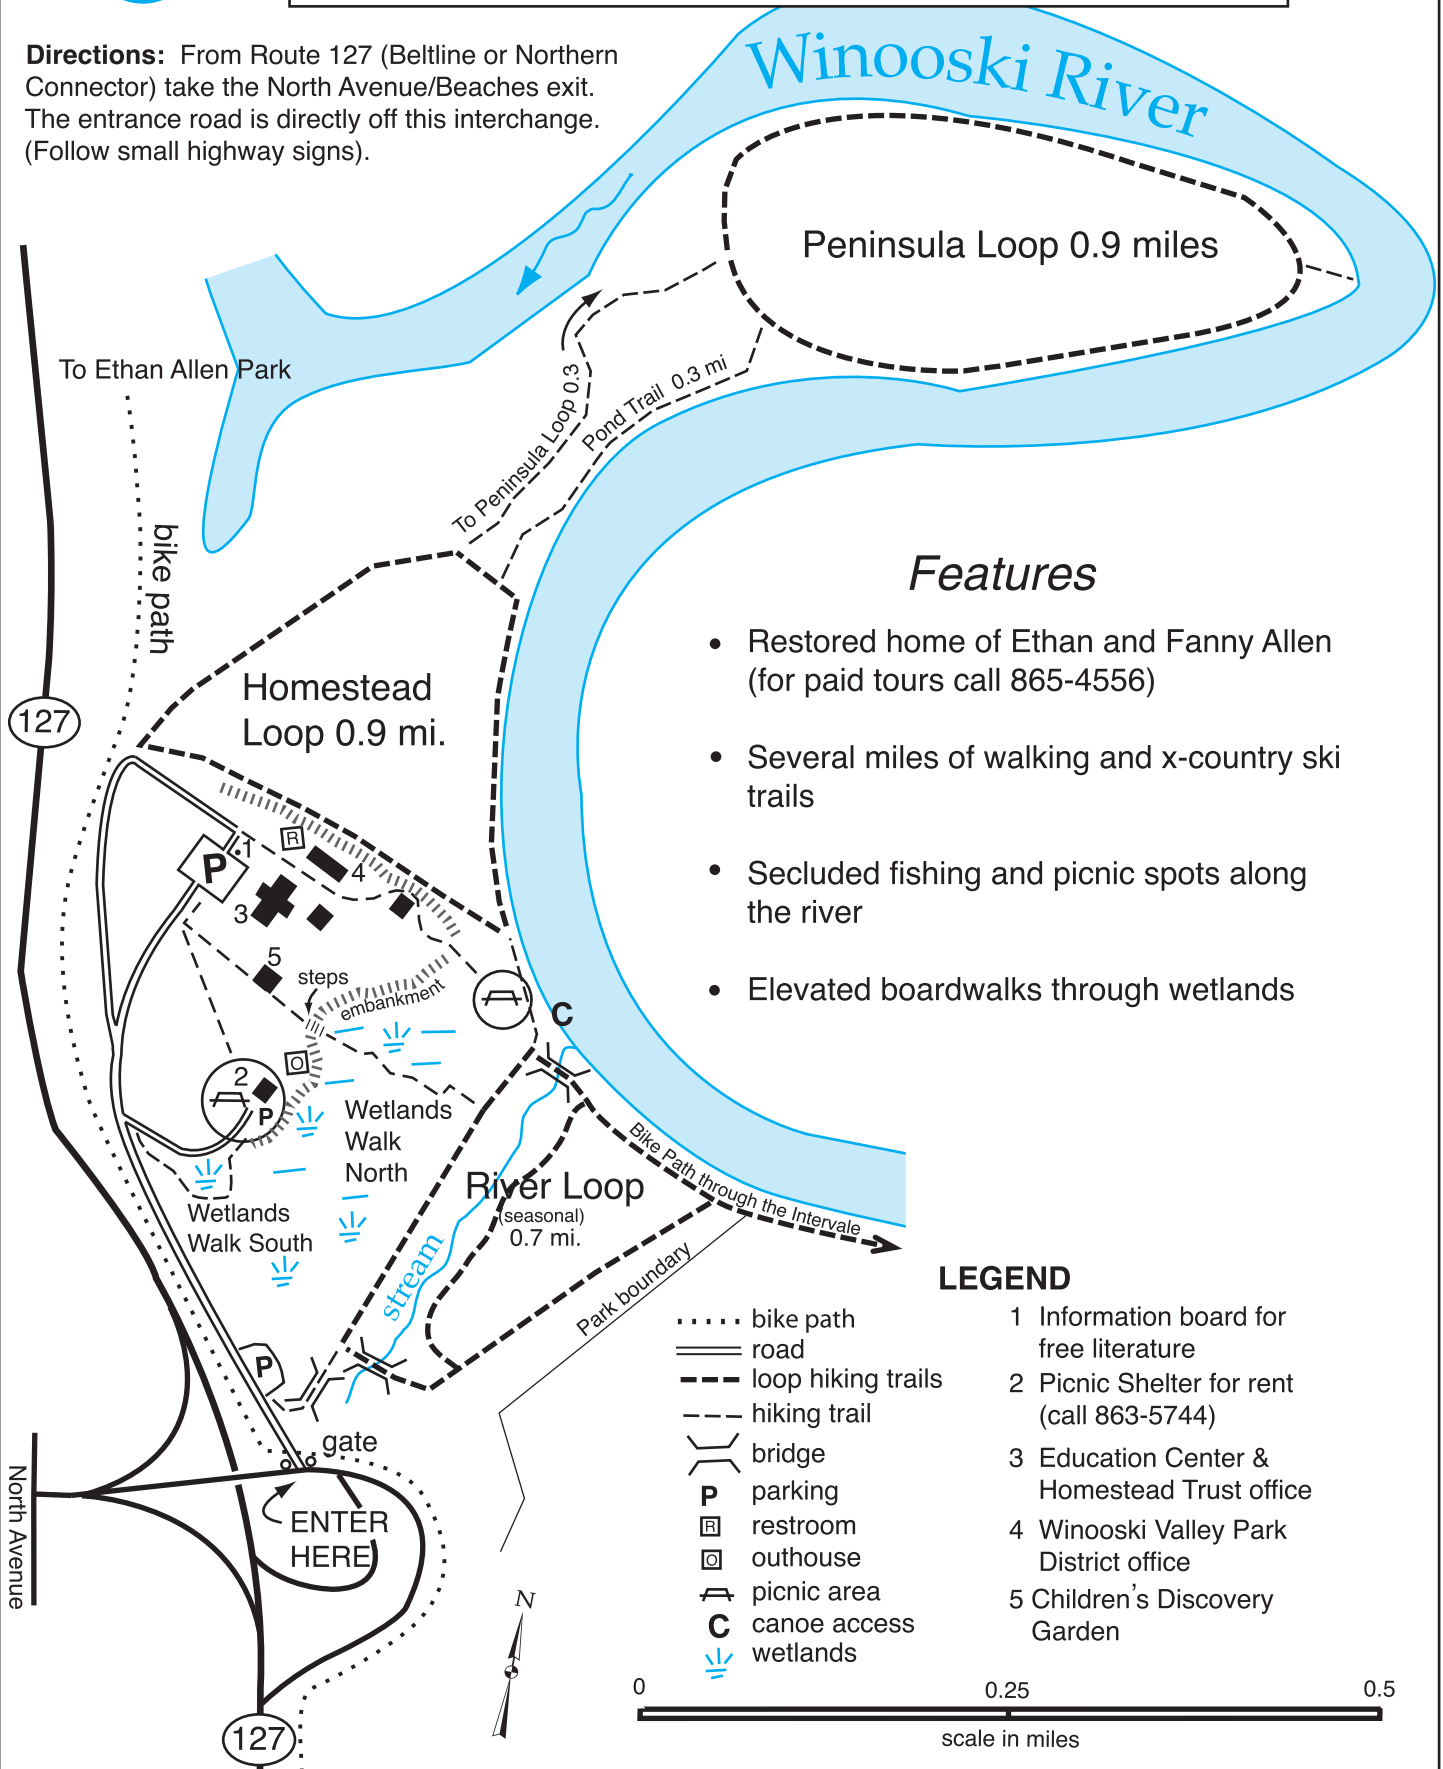 Directions: From Route 127 (Beltline or Northern
Connector) take the North Avenue/Beaches exit.
The entrance road is directly off this interchange.
(Follow small highway signs).
Winooski River
Peninsula Loop 0.9 miles
To Ethan Allen Park
To Peninsula Loop 0.3
Pond Trail 0.3 mi
bike path
127
Homestead
Loop 0.9 mi.
Features
• Restored home of Ethan and Fanny Allen
(for paid tours call 865-4556)
• Several miles of walking and x-country ski
trails
• Secluded fishing and picnic spots along
the river
• Elevated boardwalks through wetlands
P
1
R
4
3
5
steps
embankment
C
O
2
P
Wetlands
Walk
North
Wetlands
Walk South
River Loop
(seasonal)
0.7 mi.
stream
Bike Path through the Intervale
Park boundary
P
gate
ENTER
HERE
North Avenue
127
N
LEGEND
bike path
road
loop hiking trails
hiking trail
bridge
P parking
R restroom
O outhouse
picnic area
C canoe access
wetlands
1 Information board for
free literature
2 Picnic Shelter for rent
(call 863-5744)
3 Education Center &
Homestead Trust office
4 Winooski Valley Park
District office
5 Children's Discovery
Garden
0 0.25 0.5
scale in miles